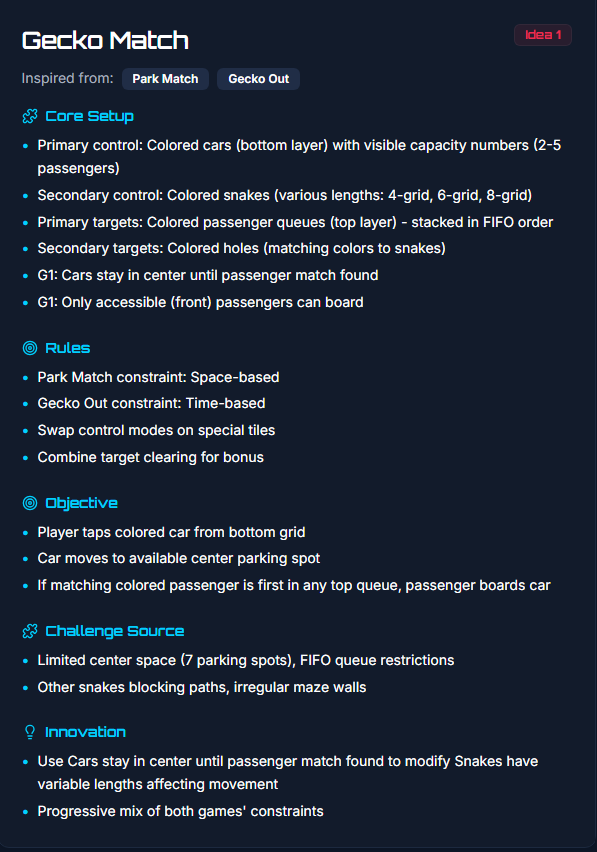 Gecko Match
Idea 1
Inspired from: Park Match Gecko Out
Core Setup
Primary control: Colored cars (bottom layer) with visible capacity numbers (2-5
passengers)
Secondary control: Colored snakes (various lengths: 4-grid, 6-grid, 8-grid)
Primary targets: Colored passenger queues (top layer) - stacked in FIFO order
Secondary targets: Colored holes (matching colors to snakes)
G1: Cars stay in center until passenger match found
G1: Only accessible (front) passengers can board
Rules
Park Match constraint: Space-based
Gecko Out constraint: Time-based
Swap control modes on special tiles
Combine target clearing for bonus
Objective
Player taps colored car from bottom grid
Car moves to available center parking spot
If matching colored passenger is first in any top queue, passenger boards car
Challenge Source
Limited center space (7 parking spots), FIFO queue restrictions
Other snakes blocking paths, irregular maze walls
Innovation
Use Cars stay in center until passenger match found to modify Snakes have
variable lengths affecting movement
Progressive mix of both games' constraints